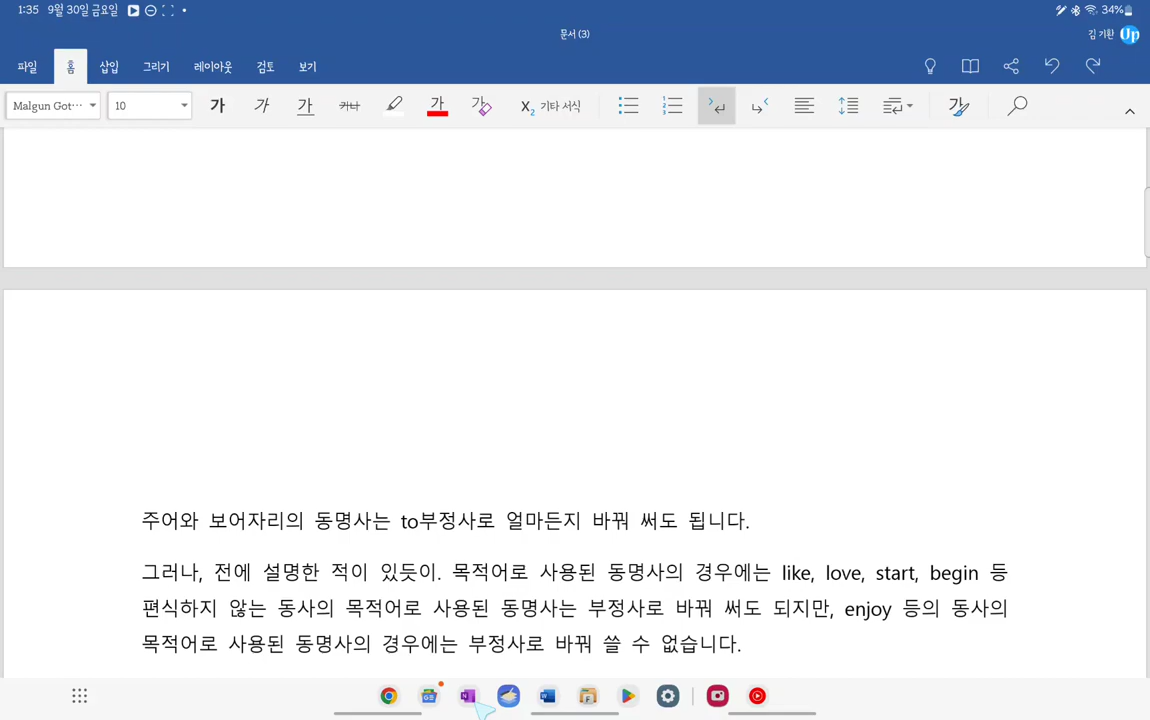 1:35 9월 30일 금요일 34%
문서 (3)
김 기환 Up
파일 홈 삽입 그리기 레이아웃 검토 보기
Malgun Got··· 10 가 가 가 가나 가 가 X₂ 기타 서식 가
주어와 보어자리의 동명사는 to부정사로 얼마든지 바꿔 써도 됩니다.
그러나, 전에 설명한 적이 있듯이. 목적어로 사용된 동명사의 경우에는 like, love, start, begin 등
편식하지 않는 동사의 목적어로 사용된 동명사는 부정사로 바꿔 써도 되지만, enjoy 등의 동사의
목적어로 사용된 동명사의 경우에는 부정사로 바꿔 쓸 수 없습니다.